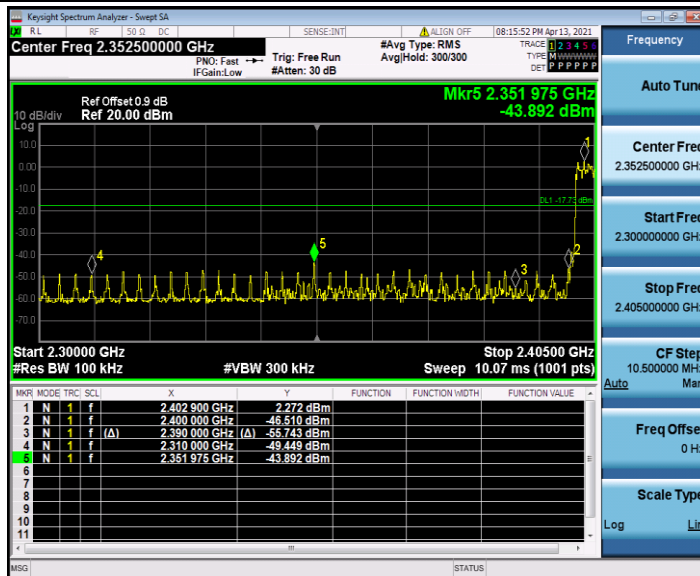 Keysight Spectrum Analyzer - Swept SA
RL RF 50 Ω DC SENSE:INT ALIGN OFF 08:15:52 PM Apr 13, 2021
Center Freq 2.352500000 GHz #Avg Type: RMS TRACE 1 2 3 4 5 6
PNO: Fast Trig: Free Run Avg|Hold: 300/300 TYPE M WWWWW
IFGain:Low #Atten: 30 dB DET P P P P P P
Mkr5 2.351 975 GHz
-43.892 dBm
Ref Offset 0.9 dB
10 dB/div Ref 20.00 dBm
Log
10.0
0.00
-10.0
-20.0
-30.0
-40.0
-50.0
-60.0
-70.0
1
DL1 -17.73 dBm
2
3
4
5
Start 2.30000 GHz Stop 2.40500 GHz
#Res BW 100 kHz #VBW 300 kHz Sweep 10.07 ms (1001 pts)
MKR MODE TRC SCL X Y FUNCTION FUNCTION WIDTH FUNCTION VALUE
1 N 1 f 2.402 900 GHz 2.272 dBm
2 N 1 f 2.400 000 GHz -46.510 dBm
3 N 1 f (Δ) 2.390 000 GHz (Δ) -55.743 dBm
4 N 1 f 2.310 000 GHz -49.449 dBm
5 N 1 f 2.351 975 GHz -43.892 dBm
6
7
8
9
10
11
MSG STATUS
Frequency
Auto Tune
Center Freq
2.352500000 GHz
Start Freq
2.300000000 GHz
Stop Freq
2.405000000 GHz
CF Step
10.500000 MHz
Auto Man
Freq Offset
0 Hz
Scale Type
Log Lin